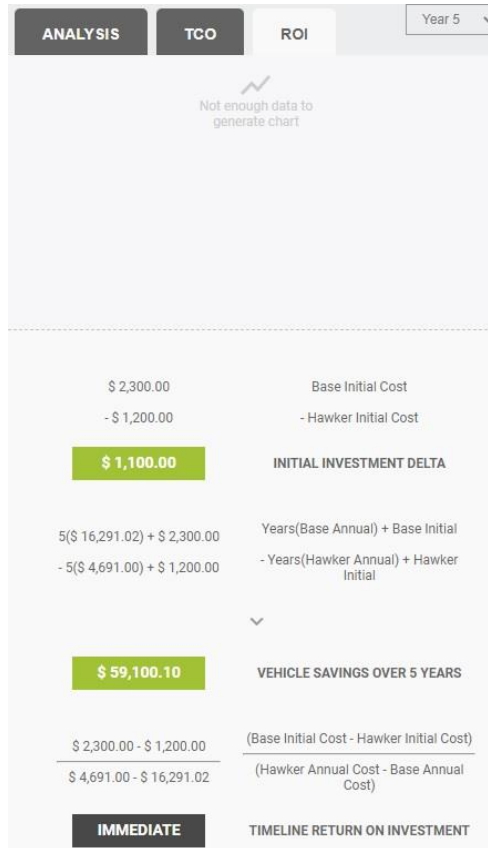 ANALYSIS TCO ROI Year 5
Not enough data to
generate chart
$ 2,300.00 Base Initial Cost
- $ 1,200.00 - Hawker Initial Cost
$ 1,100.00 INITIAL INVESTMENT DELTA
5($ 16,291.02) + $ 2,300.00 Years(Base Annual) + Base Initial
- 5($ 4,691.00) + $ 1,200.00 - Years(Hawker Annual) + Hawker
Initial
$ 59,100.10 VEHICLE SAVINGS OVER 5 YEARS
$ 2,300.00 - $ 1,200.00 (Base Initial Cost - Hawker Initial Cost)
$ 4,691.00 - $ 16,291.02 (Hawker Annual Cost - Base Annual
Cost)
IMMEDIATE TIMELINE RETURN ON INVESTMENT